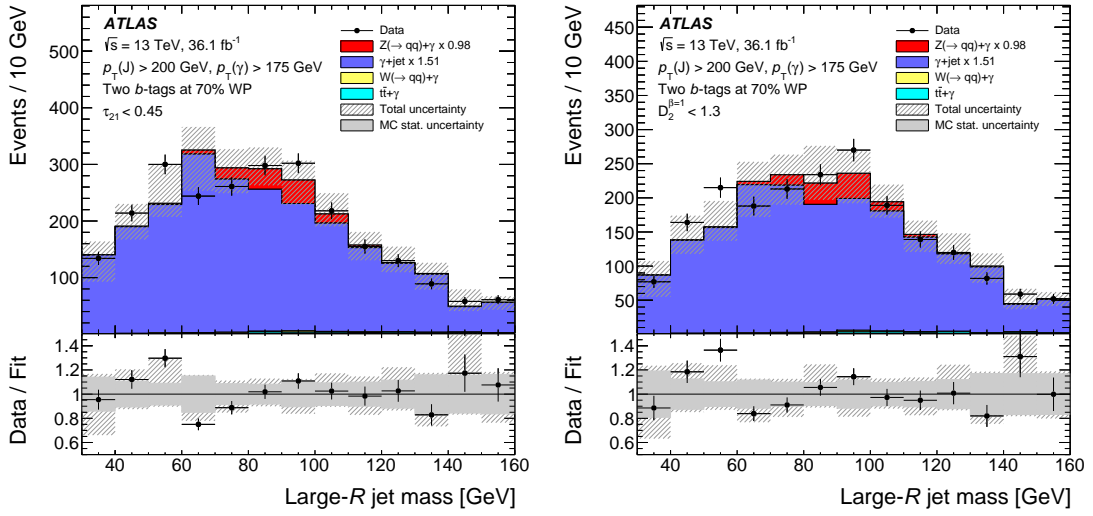 ATLAS
√s = 13 TeV, 36.1 fb⁻¹
p_T(J) > 200 GeV, p_T(γ) > 175 GeV
Two b-tags at 70% WP
τ₂₁ < 0.45
Data
Z(→ qq)+γ x 0.98
γ+jet x 1.51
W(→ qq)+γ
tt̄+γ
Total uncertainty
MC stat. uncertainty
Events / 10 GeV
500
400
300
200
100
Data / Fit
1.4
1.2
1
0.8
0.6
40 60 80 100 120 140 160
Large-R jet mass [GeV]
ATLAS
√s = 13 TeV, 36.1 fb⁻¹
p_T(J) > 200 GeV, p_T(γ) > 175 GeV
Two b-tags at 70% WP
D₂^β=1 < 1.3
Data
Z(→ qq)+γ x 0.98
γ+jet x 1.51
W(→ qq)+γ
tt̄+γ
Total uncertainty
MC stat. uncertainty
Events / 10 GeV
450
400
350
300
250
200
150
100
50
Data / Fit
1.4
1.2
1
0.8
0.6
40 60 80 100 120 140 160
Large-R jet mass [GeV]